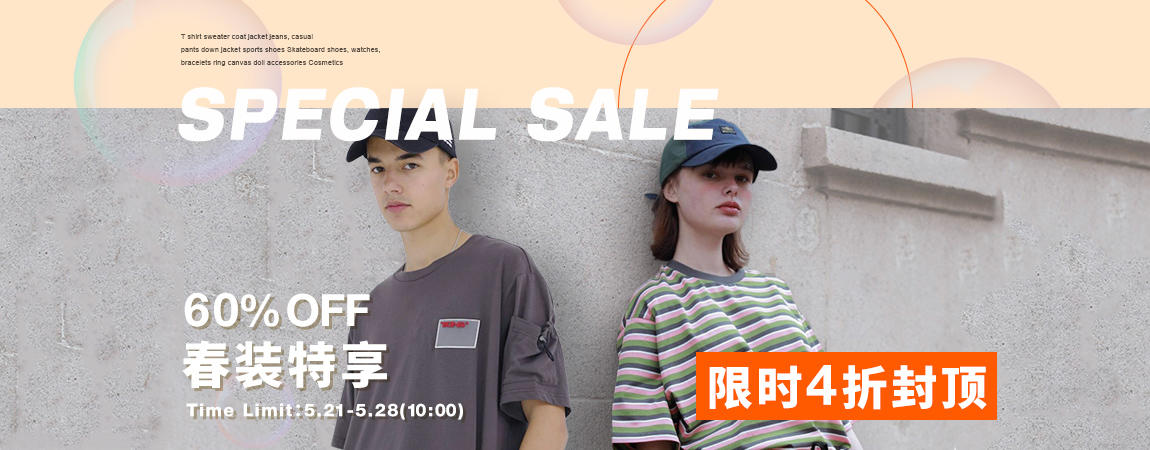 T shirt sweater coat jacket jeans, casual
pants down jacket sports shoes Skateboard shoes, watches,
bracelets ring canvas doll accessories Cosmetics
SPECIAL SALE
60% OFF
春装特享
Time Limit:5.21-5.28(10:00)
限时4折封顶